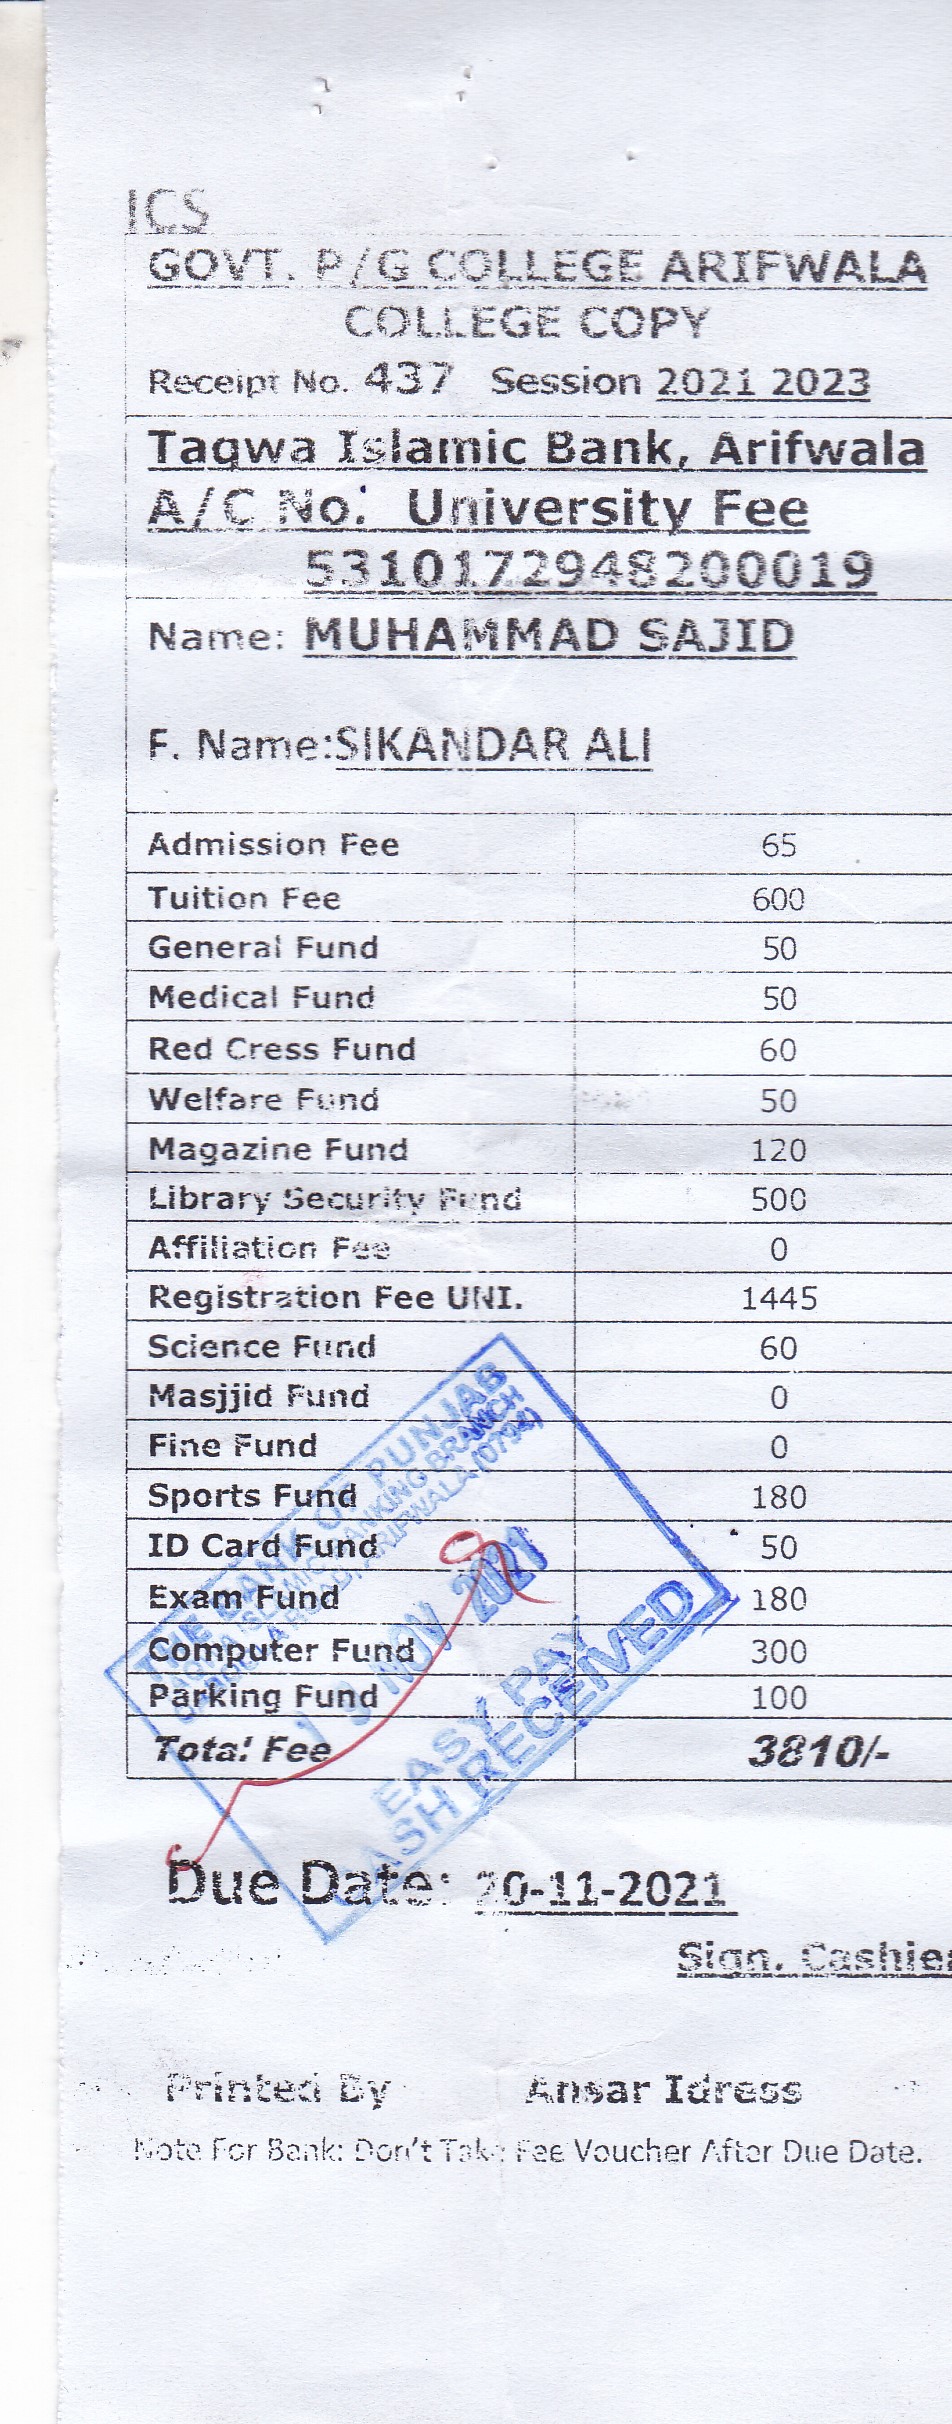 ICS
GOVT. P/G COLLEGE ARIFWALA
COLLEGE COPY
Receipt No. 437 Session 2021 2023
Taqwa Islamic Bank, Arifwala
A/C No. University Fee
5310172948200019
Name: MUHAMMAD SAJID
F. Name:SIKANDAR ALI
Admission Fee 65
Tuition Fee 600
General Fund 50
Medical Fund 50
Red Cress Fund 60
Welfare Fund 50
Magazine Fund 120
Library Security Fund 500
Affiliation Fee 0
Registration Fee UNI. 1445
Science Fund 60
Masjjid Fund 0
Fine Fund 0
Sports Fund 180
ID Card Fund 50
Exam Fund 180
Computer Fund 300
Parking Fund 100
Total Fee 3810/-
THE BANK OF PUNJAB
ISLAMIC BANKING BRANCH
ARIFWALA (0794)
NOV 2021
EASY PAY
CASH RECEIVED
Due Date: 20-11-2021
Sign. Cashier
Printed By Ansar Idress
Note For Bank: Don't Take Fee Voucher After Due Date.